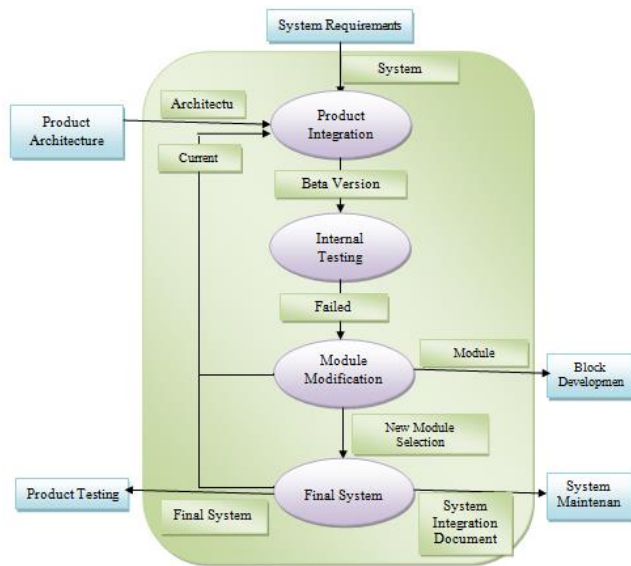 System Requirements
System
Architectu
Product
Architecture
Product
Integration
Current
Beta Version
Internal
Testing
Failed
Module
Modification
Module
Block
Developmen
New Module
Selection
Product Testing
Final System
Final System
System
Integration
Document
System
Maintenan